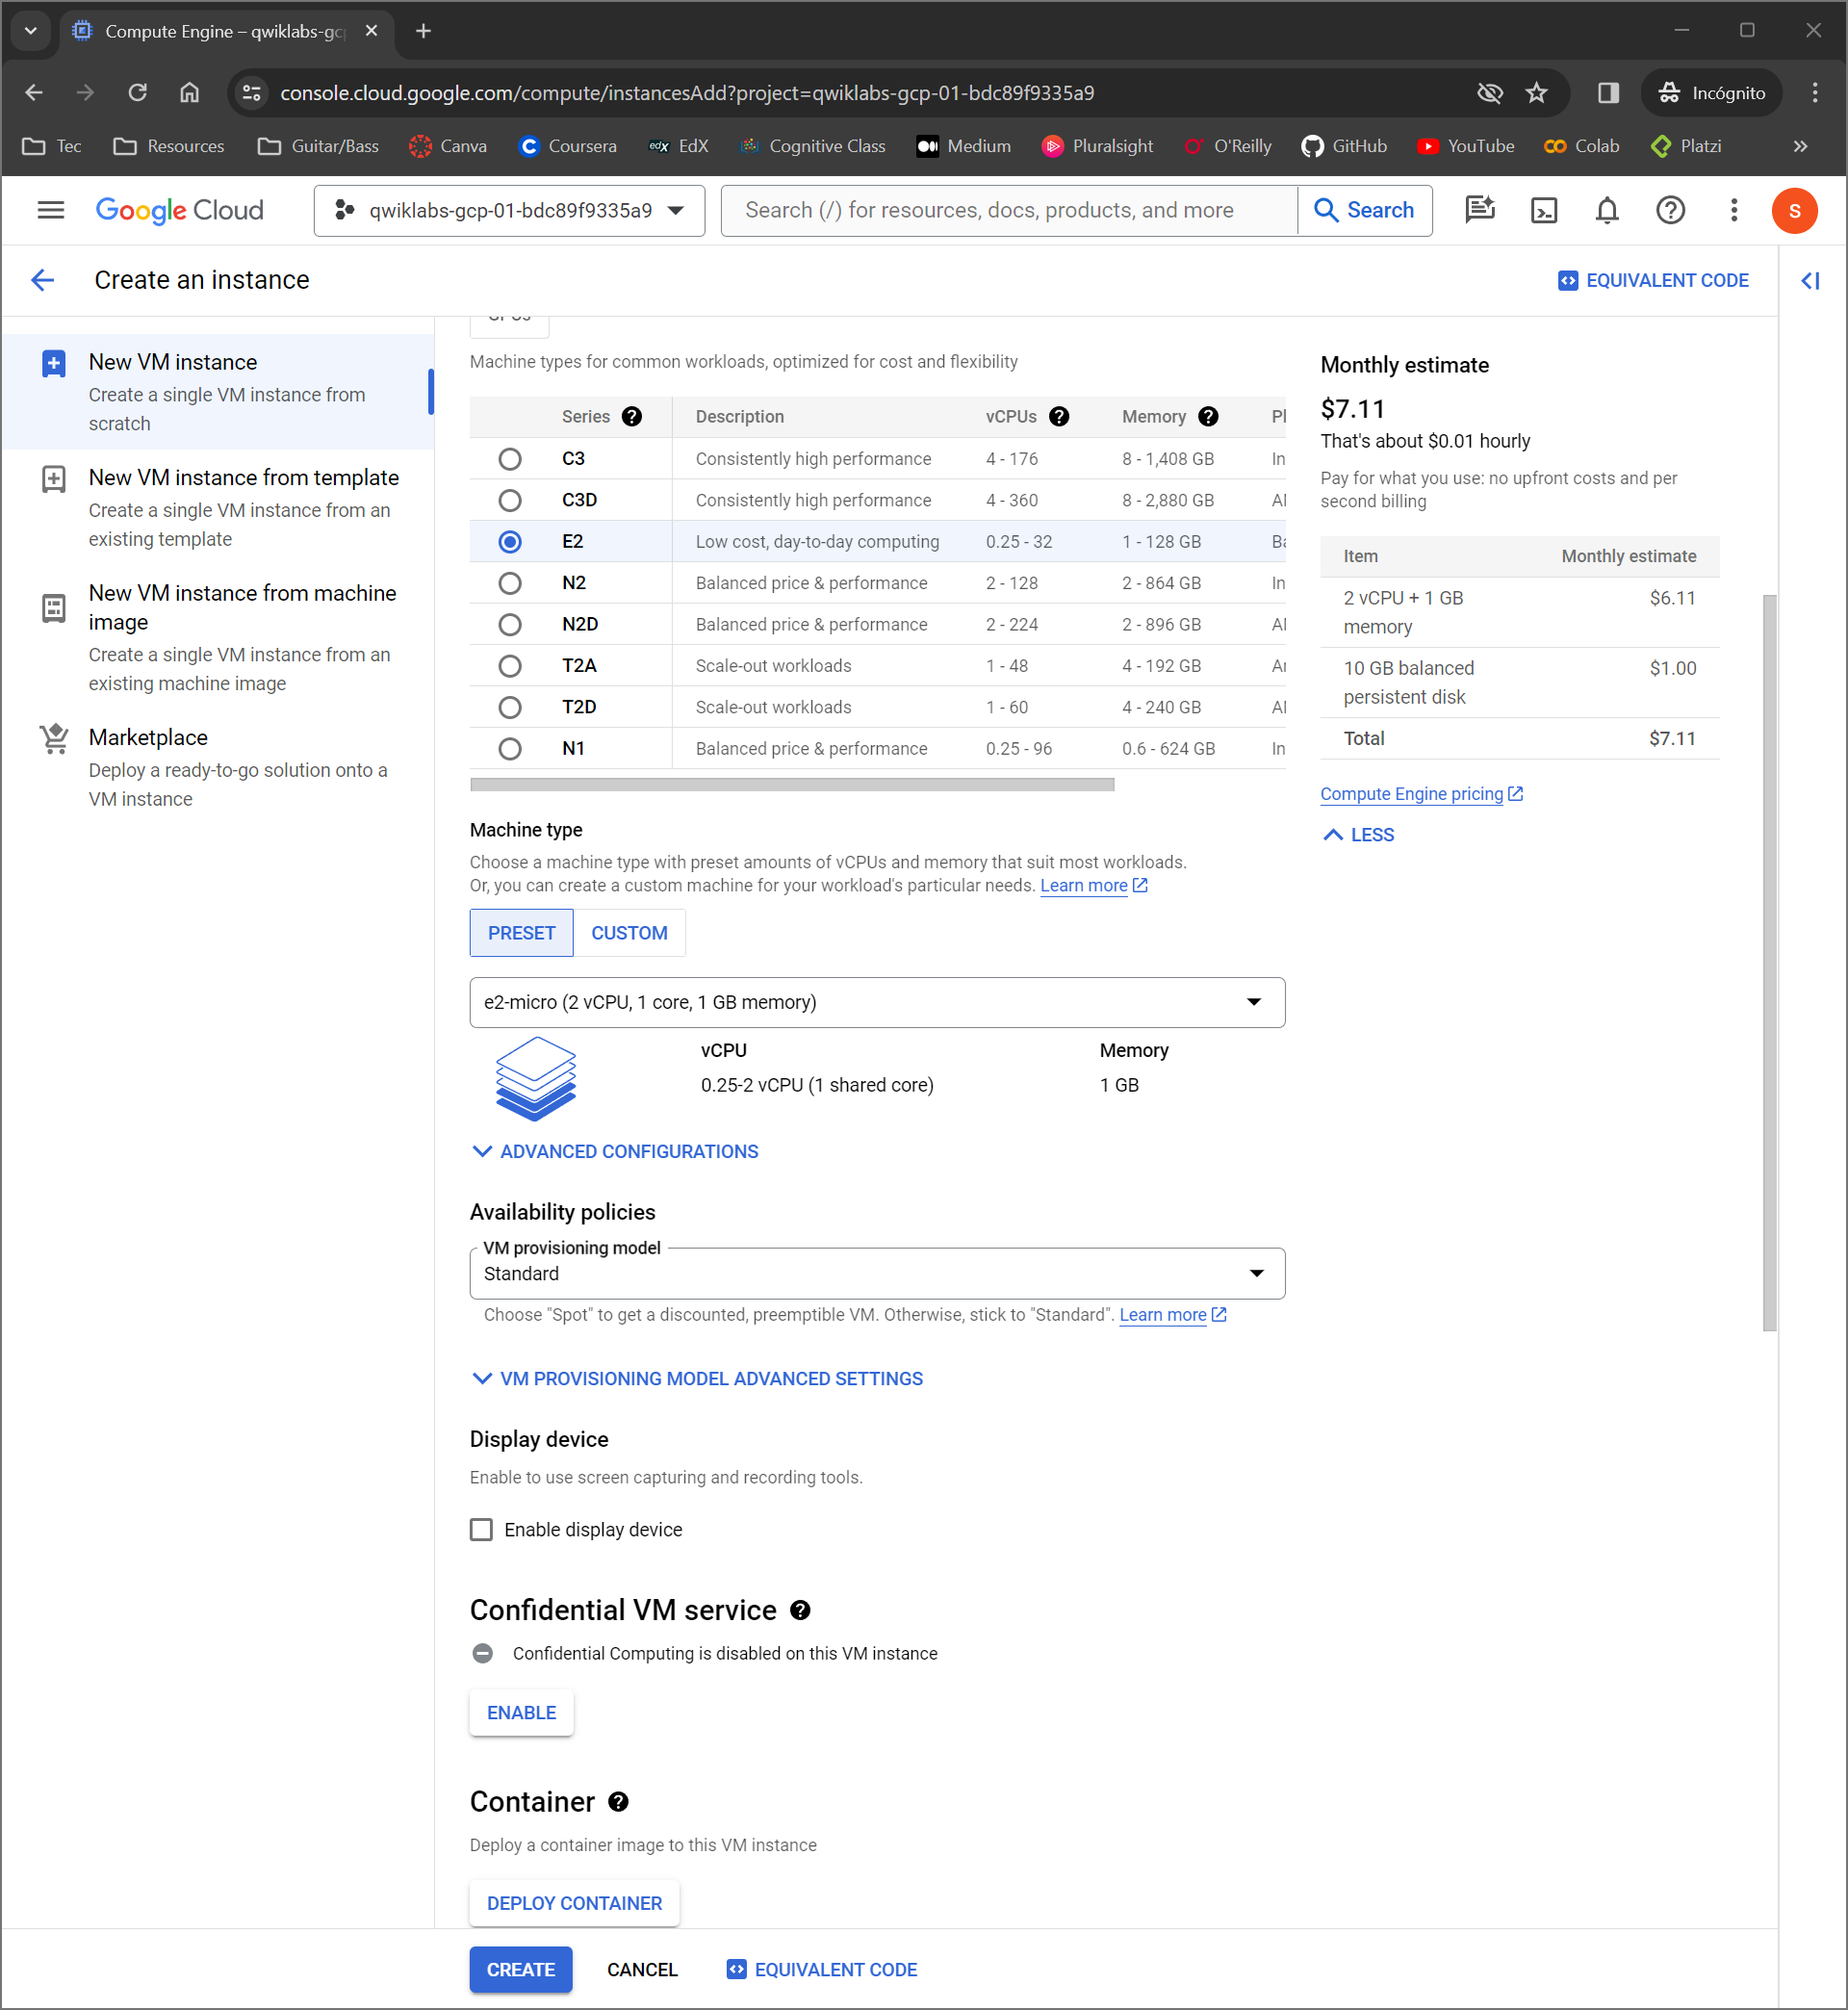 Compute Engine – qwiklabs-gcp
console.cloud.google.com/compute/instancesAdd?project=qwiklabs-gcp-01-bdc89f9335a9
Incógnito
Tec Resources Guitar/Bass Canva Coursera edX EdX Cognitive Class Medium Pluralsight O'Reilly GitHub YouTube Colab Platzi
Google Cloud
qwiklabs-gcp-01-bdc89f9335a9
Search (/) for resources, docs, products, and more
Search
S
Create an instance
EQUIVALENT CODE
New VM instance
Create a single VM instance from
scratch
New VM instance from template
Create a single VM instance from an
existing template
New VM instance from machine
image
Create a single VM instance from an
existing machine image
Marketplace
Deploy a ready-to-go solution onto a
VM instance
Machine types for common workloads, optimized for cost and flexibility
Series Description vCPUs Memory
C3 Consistently high performance 4 - 176 8 - 1,408 GB
C3D Consistently high performance 4 - 360 8 - 2,880 GB
E2 Low cost, day-to-day computing 0.25 - 32 1 - 128 GB
N2 Balanced price & performance 2 - 128 2 - 864 GB
N2D Balanced price & performance 2 - 224 2 - 896 GB
T2A Scale-out workloads 1 - 48 4 - 192 GB
T2D Scale-out workloads 1 - 60 4 - 240 GB
N1 Balanced price & performance 0.25 - 96 0.6 - 624 GB
Machine type
Choose a machine type with preset amounts of vCPUs and memory that suit most workloads.
Or, you can create a custom machine for your workload's particular needs. Learn more
PRESET CUSTOM
e2-micro (2 vCPU, 1 core, 1 GB memory)
vCPU Memory
0.25-2 vCPU (1 shared core) 1 GB
ADVANCED CONFIGURATIONS
Availability policies
VM provisioning model
Standard
Choose "Spot" to get a discounted, preemptible VM. Otherwise, stick to "Standard". Learn more
VM PROVISIONING MODEL ADVANCED SETTINGS
Display device
Enable to use screen capturing and recording tools.
Enable display device
Confidential VM service
Confidential Computing is disabled on this VM instance
ENABLE
Container
Deploy a container image to this VM instance
DEPLOY CONTAINER
CREATE CANCEL EQUIVALENT CODE
Monthly estimate
$7.11
That's about $0.01 hourly
Pay for what you use: no upfront costs and per
second billing
Item Monthly estimate
2 vCPU + 1 GB $6.11
memory
10 GB balanced $1.00
persistent disk
Total $7.11
Compute Engine pricing
LESS